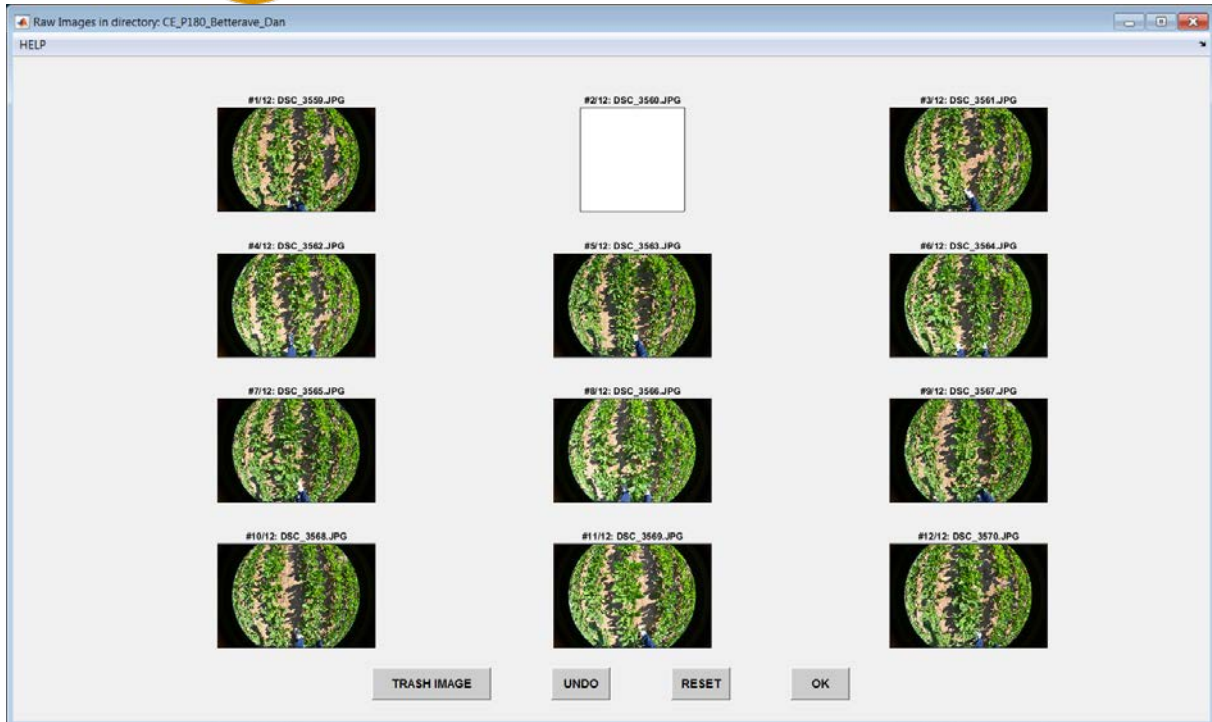 Raw Images in directory: CE_P180_Betterave_Dan
HELP
#1/12: DSC_3559.JPG
#2/12: DSC_3560.JPG
#3/12: DSC_3561.JPG
#4/12: DSC_3562.JPG
#5/12: DSC_3563.JPG
#6/12: DSC_3564.JPG
#7/12: DSC_3565.JPG
#8/12: DSC_3566.JPG
#9/12: DSC_3567.JPG
#10/12: DSC_3568.JPG
#11/12: DSC_3569.JPG
#12/12: DSC_3570.JPG
TRASH IMAGE
UNDO
RESET
OK